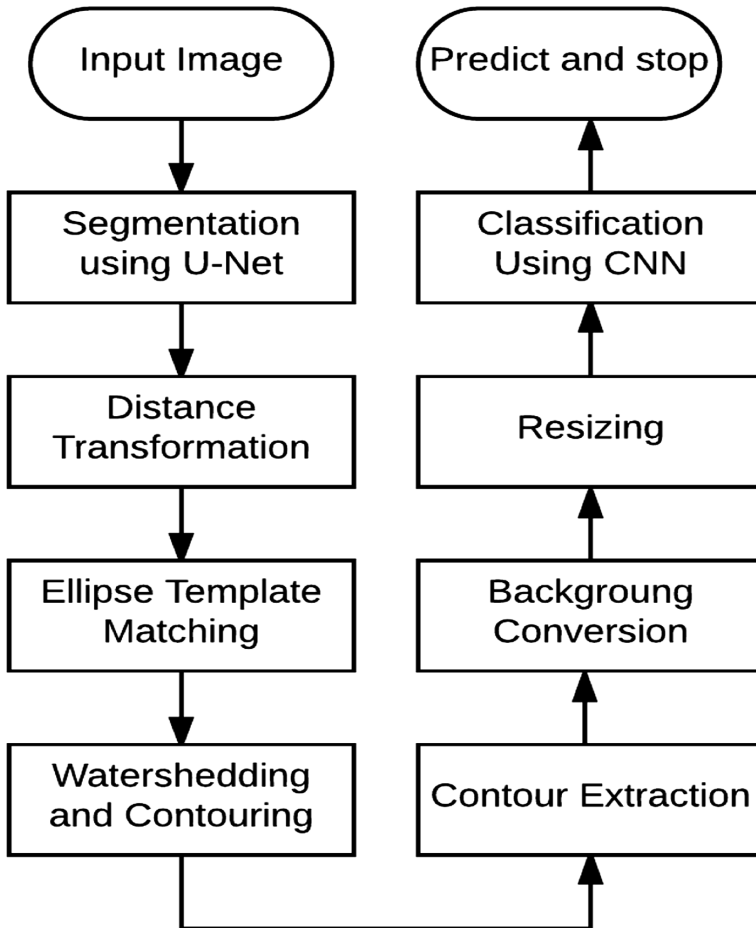 Input Image
Segmentation
using U-Net
Distance
Transformation
Ellipse Template
Matching
Watershedding
and Contouring
Contour Extraction
Backgroung
Conversion
Resizing
Classification
Using CNN
Predict and stop